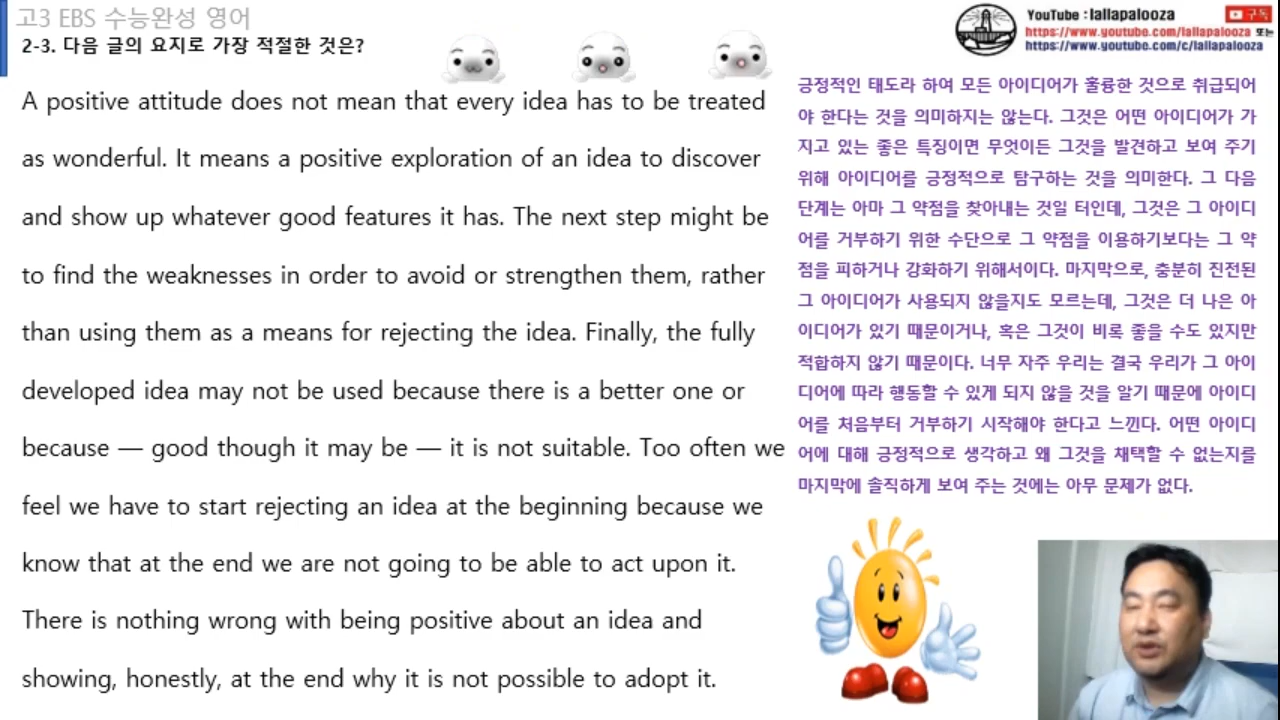 고3 EBS 수능완성 영어
2-3. 다음 글의 요지로 가장 적절한 것은?
YouTube : lallapalooza
구독
https://www.youtube.com/lallapalooza 또는
https://www.youtube.com/c/lallapalooza
A positive attitude does not mean that every idea has to be treated
as wonderful. It means a positive exploration of an idea to discover
and show up whatever good features it has. The next step might be
to find the weaknesses in order to avoid or strengthen them, rather
than using them as a means for rejecting the idea. Finally, the fully
developed idea may not be used because there is a better one or
because — good though it may be — it is not suitable. Too often we
feel we have to start rejecting an idea at the beginning because we
know that at the end we are not going to be able to act upon it.
There is nothing wrong with being positive about an idea and
showing, honestly, at the end why it is not possible to adopt it.
긍정적인 태도라 하여 모든 아이디어가 훌륭한 것으로 취급되어
야 한다는 것을 의미하지는 않는다. 그것은 어떤 아이디어가 가
지고 있는 좋은 특징이면 무엇이든 그것을 발견하고 보여 주기
위해 아이디어를 긍정적으로 탐구하는 것을 의미한다. 그 다음
단계는 아마 그 약점을 찾아내는 것일 터인데, 그것은 그 아이디
어를 거부하기 위한 수단으로 그 약점을 이용하기보다는 그 약
점을 피하거나 강화하기 위해서이다. 마지막으로, 충분히 진전된
그 아이디어가 사용되지 않을지도 모르는데, 그것은 더 나은 아
이디어가 있기 때문이거나, 혹은 그것이 비록 좋을 수도 있지만
적합하지 않기 때문이다. 너무 자주 우리는 결국 우리가 그 아이
디어에 따라 행동할 수 있게 되지 않을 것을 알기 때문에 아이디
어를 처음부터 거부하기 시작해야 한다고 느낀다. 어떤 아이디
어에 대해 긍정적으로 생각하고 왜 그것을 채택할 수 없는지를
마지막에 솔직하게 보여 주는 것에는 아무 문제가 없다.